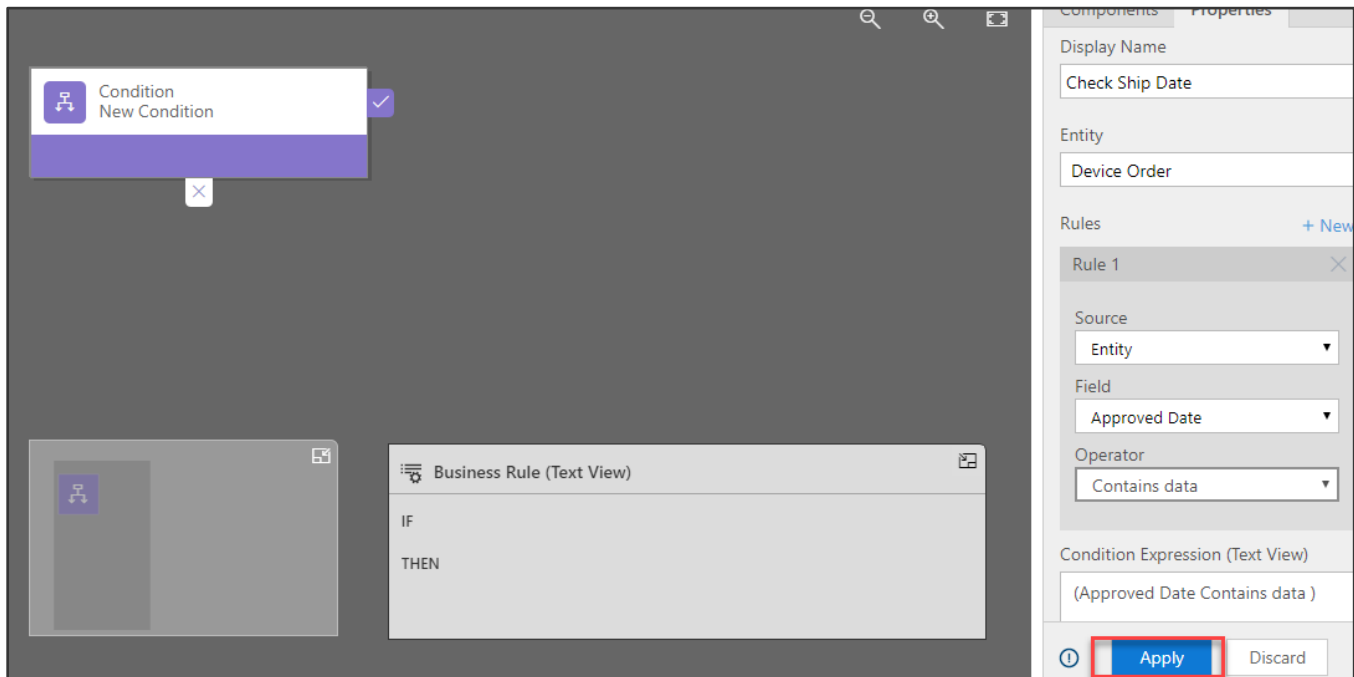 Components Properties
Display Name
Check Ship Date
Condition
New Condition
Entity
Device Order
Rules + New
Rule 1
Source
Entity
Field
Approved Date
Operator
Contains data
Business Rule (Text View)
IF
THEN
Condition Expression (Text View)
(Approved Date Contains data )
Apply Discard